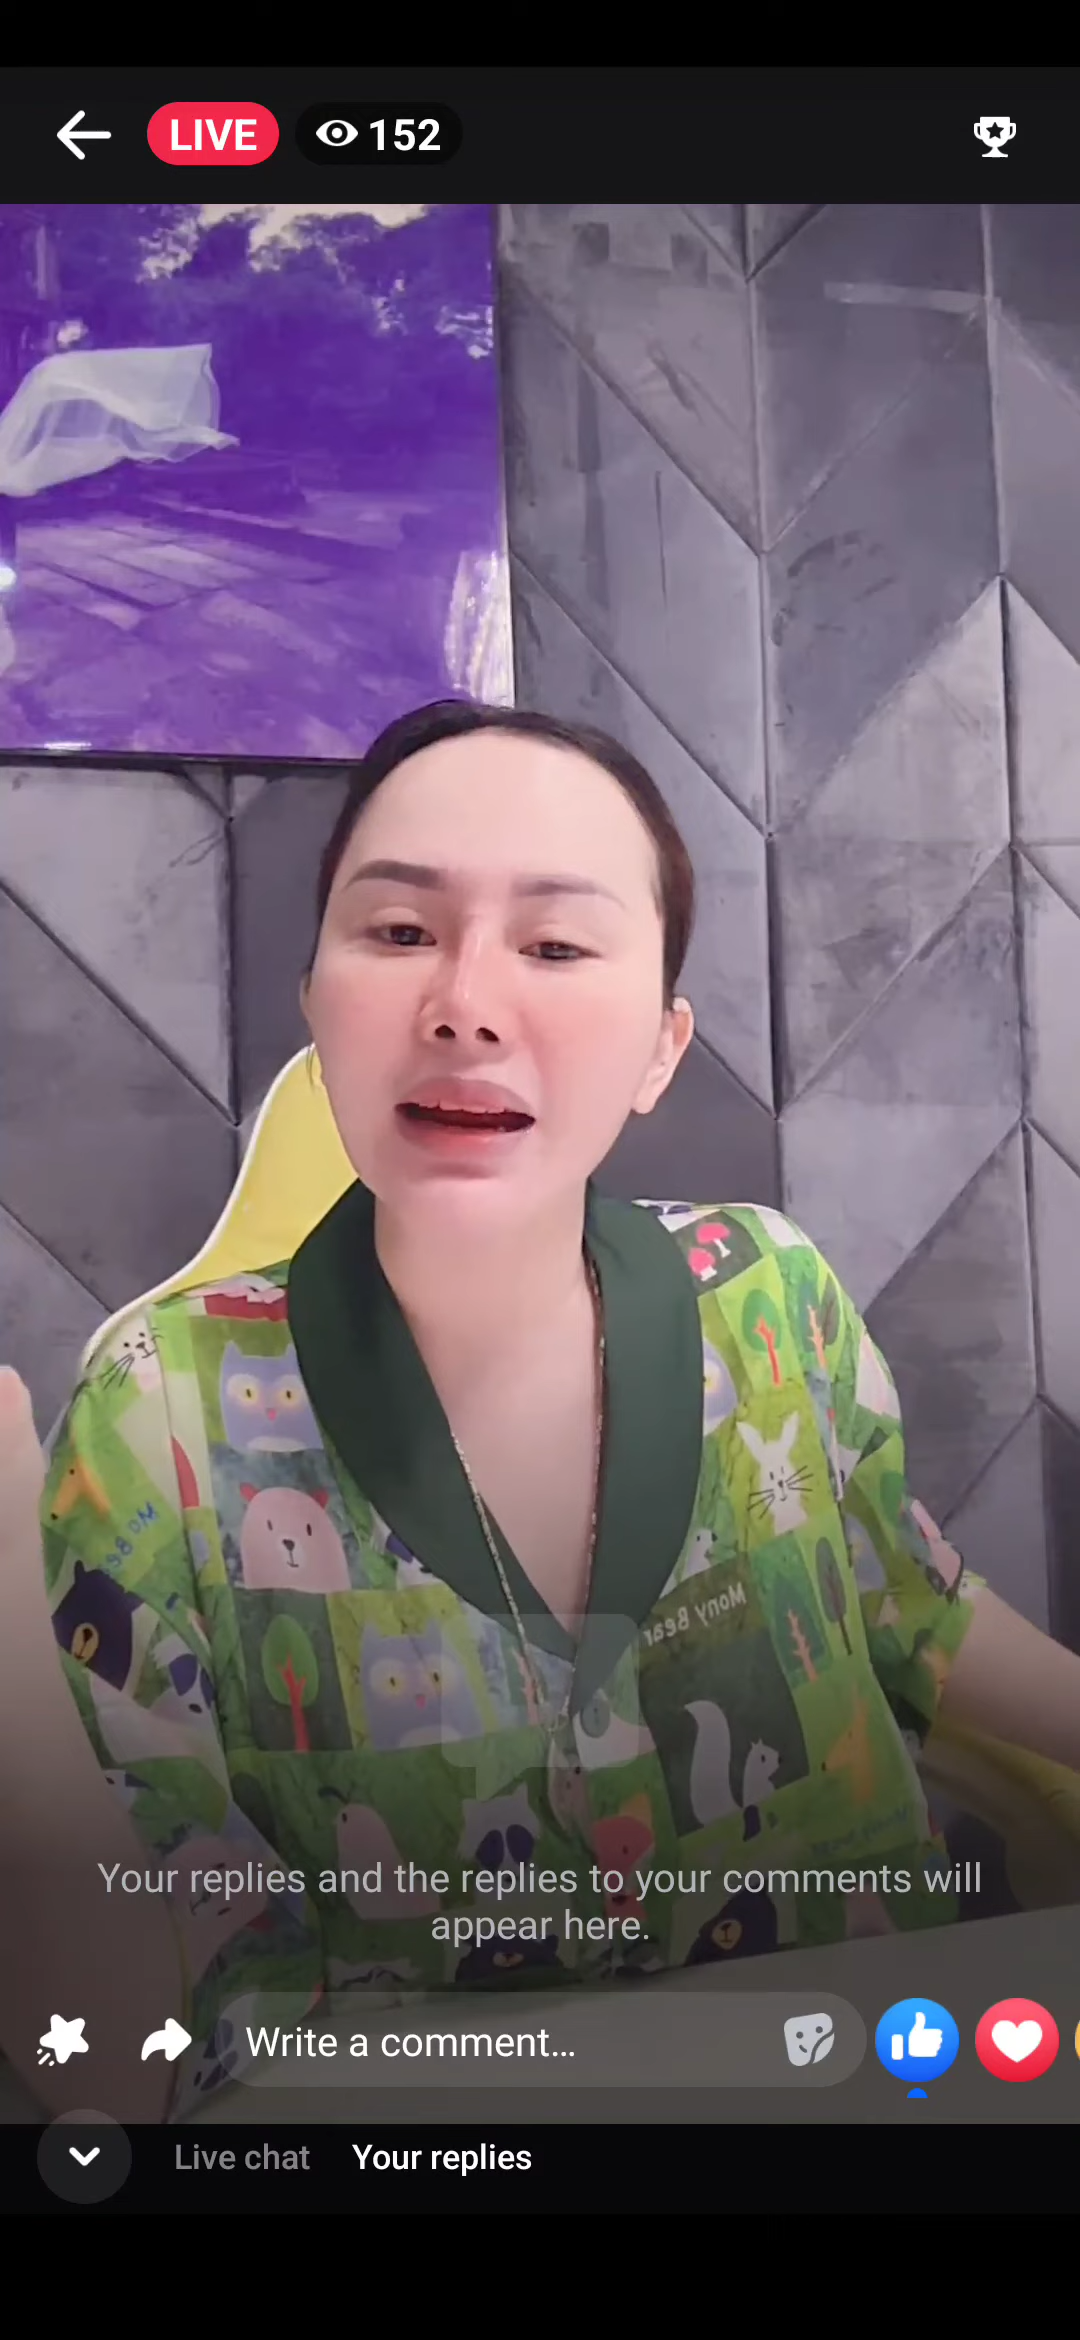 LIVE
152
Mony Bear
Your replies and the replies to your comments will
appear here.
Write a comment...
Live chat
Your replies